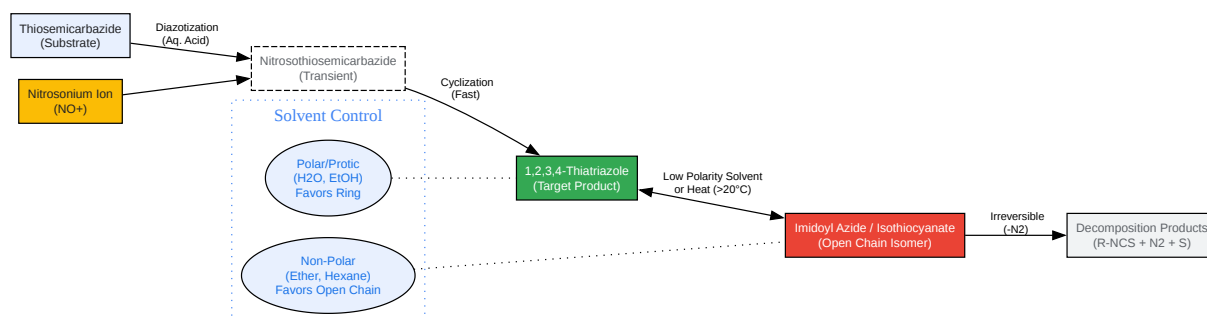 Thiosemicarbazide
(Substrate)
Diazotization
(Aq. Acid)
Nitrosonium Ion
(NO+)
Nitrosothiosemicarbazide
(Transient)
Cyclization
(Fast)
Solvent Control
Polar/Protic
(H2O, EtOH)
Favors Ring
Non-Polar
(Ether, Hexane)
Favors Open Chain
1,2,3,4-Thiatriazole
(Target Product)
Low Polarity Solvent
or Heat (>20°C)
Imidoyl Azide / Isothiocyanate
(Open Chain Isomer)
Irreversible
(-N2)
Decomposition Products
(R-NCS + N2 + S)